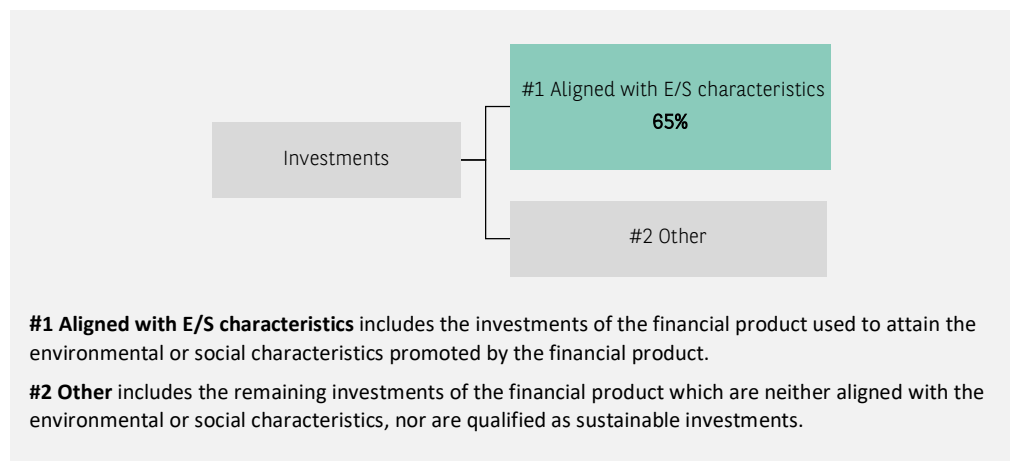 #1 Aligned with E/S characteristics
65%
Investments
#2 Other
#1 Aligned with E/S characteristics includes the investments of the financial product used to attain the
environmental or social characteristics promoted by the financial product.
#2 Other includes the remaining investments of the financial product which are neither aligned with the
environmental or social characteristics, nor are qualified as sustainable investments.